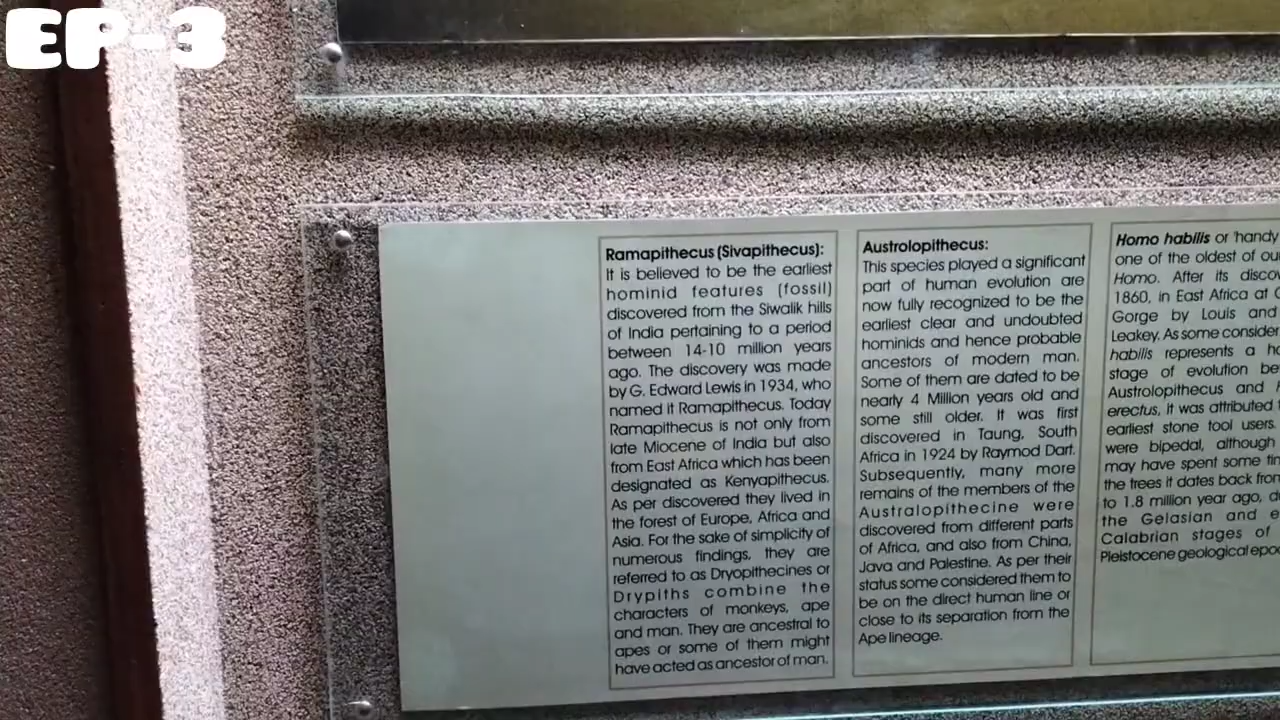 EP-3
Ramapithecus (Sivapithecus):
It is believed to be the earliest
hominid features (fossil)
discovered from the Siwalik hills
of India pertaining to a period
between 14-10 million years
ago. The discovery was made
by G. Edward Lewis in 1934, who
named it Ramapithecus. Today
Ramapithecus is not only from
late Miocene of India but also
from East Africa which has been
designated as Kenyapithecus.
As per discovered they lived in
the forest of Europe, Africa and
Asia. For the sake of simplicity of
numerous findings, they are
referred to as Dryopithecines or
Drypiths combine the
characters of monkeys, ape
and man. They are ancestral to
apes or some of them might
have acted as ancestor of man.
Austrolopithecus:
This species played a significant
part of human evolution are
now fully recognized to be the
earliest clear and undoubted
hominids and hence probable
ancestors of modern man.
Some of them are dated to be
nearly 4 Million years old and
some still older. It was first
discovered in Taung, South
Africa in 1924 by Raymod Dart.
Subsequently, many more
remains of the members of the
Australopithecine were
discovered from different parts
of Africa, and also from China,
Java and Palestine. As per their
status some considered them to
be on the direct human line or
close to its separation from the
Ape lineage.
Homo habilis or 'handy
one of the oldest of
Homo. After its
1860, in East Africa at
Gorge by Louis and
Leakey. As some consider
habilis represents a
stage of evolution
Austrolopithecus and
erectus, it was attributed
earliest stone tool users.
were bipedal, although
may have spent some
the trees it dates back from
to 1.8 million year ago,
the Gelasian and
Calabrian stages of
Pleistocene geological